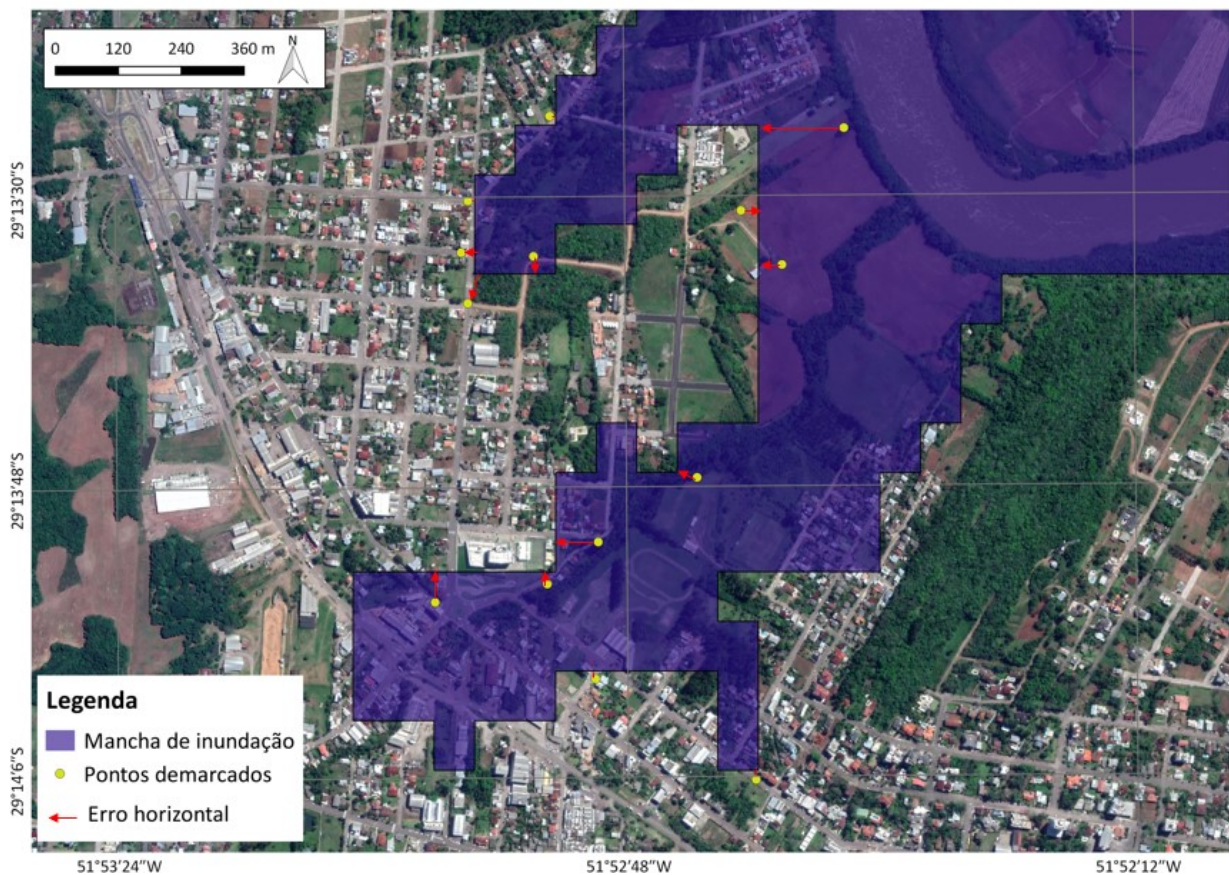 0 120 240 360 m
N
29°13'30''S
29°13'48''S
29°14'6''S
Legenda
Mancha de inundação
Pontos demarcados
Erro horizontal
51°53'24''W 51°52'48''W 51°52'12''W